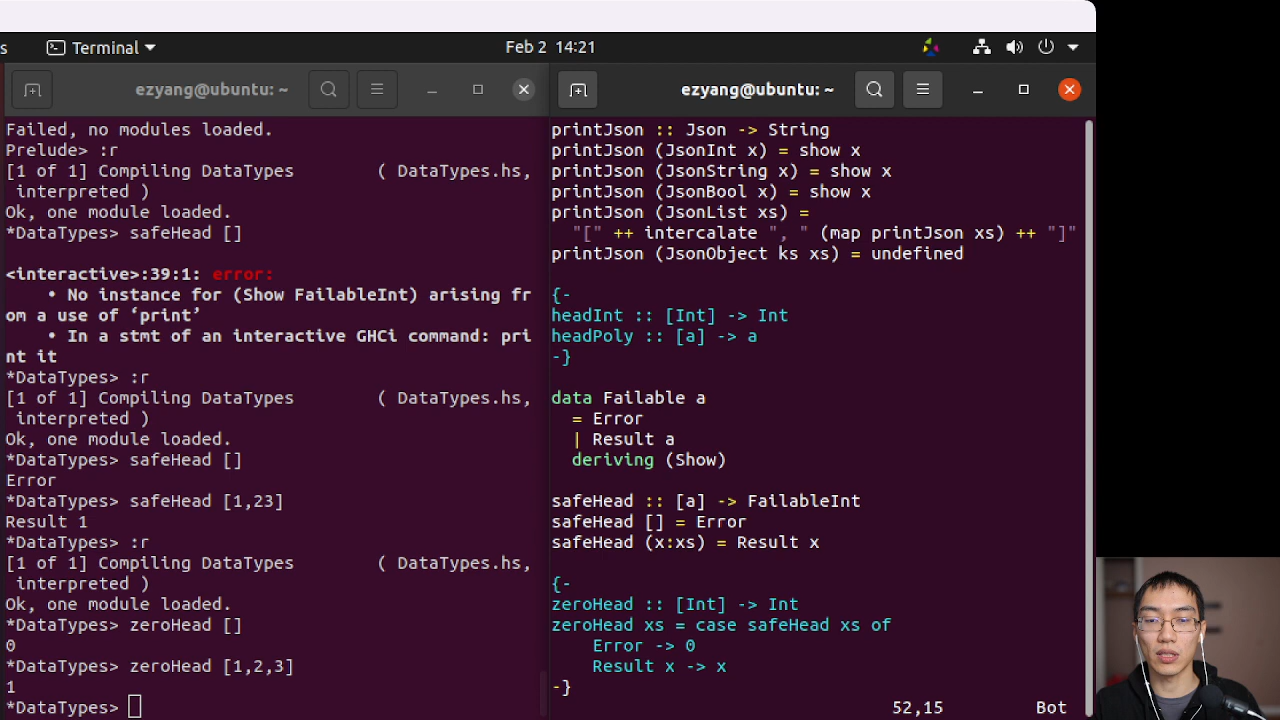 s
Terminal
Feb 2 14:21
ezyang@ubuntu: ~
Failed, no modules loaded.
Prelude> :r
[1 of 1] Compiling DataTypes        ( DataTypes.hs,
 interpreted )
Ok, one module loaded.
*DataTypes> safeHead []
<interactive>:39:1: error:
    • No instance for (Show FailableInt) arising fr
om a use of ‘print’
    • In a stmt of an interactive GHCi command: pri
nt it
*DataTypes> :r
[1 of 1] Compiling DataTypes        ( DataTypes.hs,
 interpreted )
Ok, one module loaded.
*DataTypes> safeHead []
Error
*DataTypes> safeHead [1,23]
Result 1
*DataTypes> :r
[1 of 1] Compiling DataTypes        ( DataTypes.hs,
 interpreted )
Ok, one module loaded.
*DataTypes> zeroHead []
0
*DataTypes> zeroHead [1,2,3]
1
*DataTypes>
ezyang@ubuntu: ~
printJson :: Json -> String
printJson (JsonInt x) = show x
printJson (JsonString x) = show x
printJson (JsonBool x) = show x
printJson (JsonList xs) =
  "[" ++ intercalate ", " (map printJson xs) ++ "]"
printJson (JsonObject ks xs) = undefined
{-
headInt :: [Int] -> Int
headPoly :: [a] -> a
-}
data Failable a
  = Error
  | Result a
  deriving (Show)
safeHead :: [a] -> FailableInt
safeHead [] = Error
safeHead (x:xs) = Result x
{-
zeroHead :: [Int] -> Int
zeroHead xs = case safeHead xs of
    Error -> 0
    Result x -> x
-}
52,15
Bot